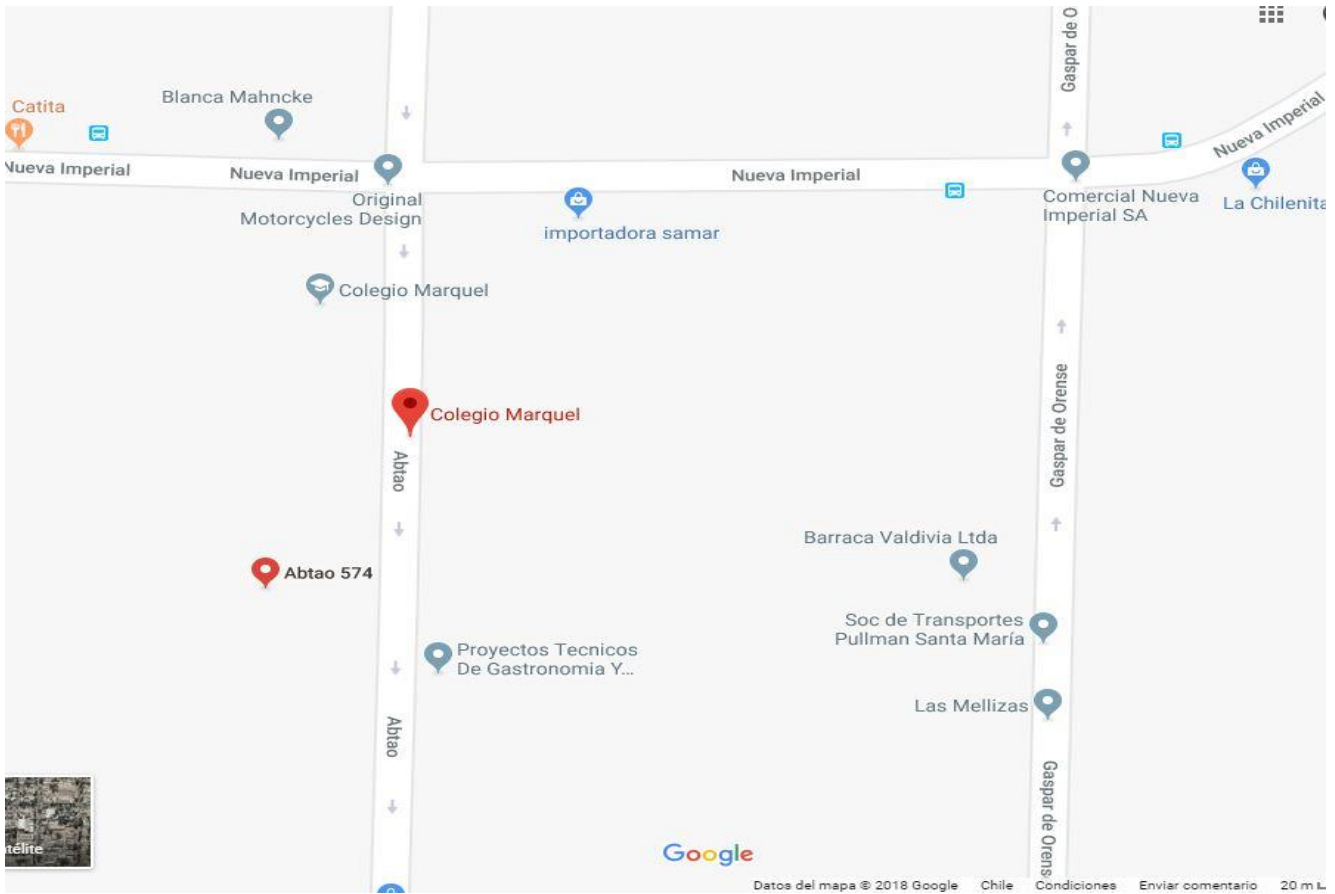 Gaspar de O
Catita
Blanca Mahncke
Nueva Imperial
Nueva Imperial
Nueva Imperial
Nueva Imperial
Original
Motorcycles Design
importadora samar
Comercial Nueva
Imperial SA
La Chilenita
Colegio Marquel
Colegio Marquel
Abtao
Gaspar de Orense
Barraca Valdivia Ltda
Abtao 574
Soc de Transportes
Pullman Santa María
Proyectos Tecnicos
De Gastronomia Y...
Las Mellizas
Abtao
Gaspar de Orens
télite
Google
Datos del mapa © 2018 Google Chile Condiciones Enviar comentario 20 m